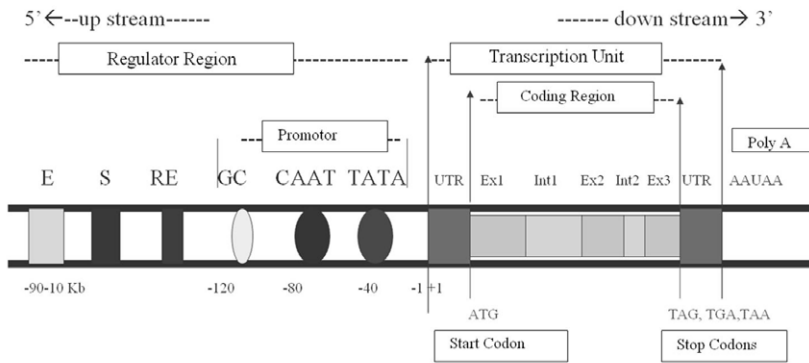 5' ←--up stream------ ------- down stream→ 3'
Regulator Region Transcription Unit
Coding Region
Promotor Poly A
E S RE GC CAAT TATA UTR Ex1 Int1 Ex2 Int2 Ex3 UTR AAUAA
-90-10 Kb -120 -80 -40 -1 +1
ATG TAG, TGA,TAA
Start Codon Stop Codons